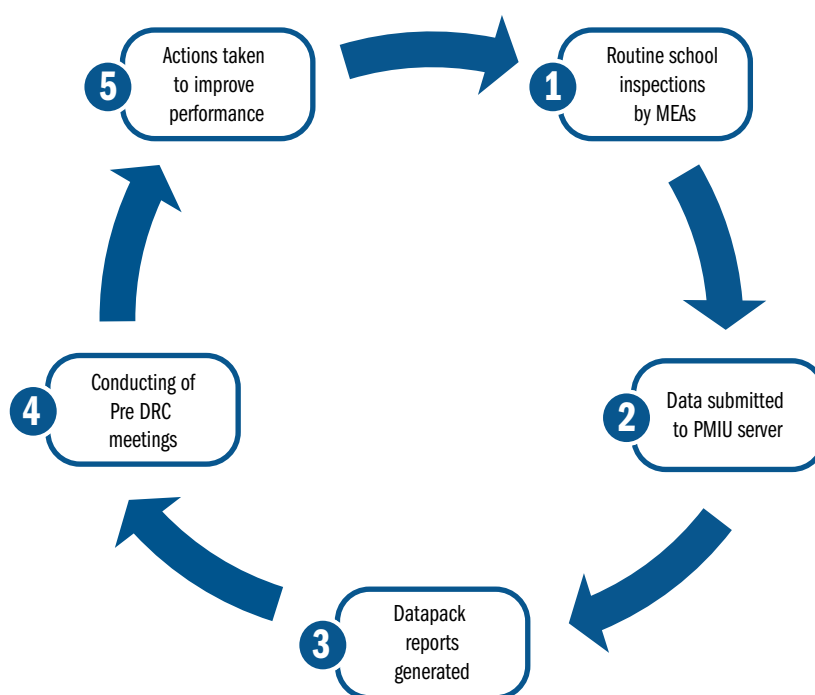 1
Routine school
inspections
by MEAs
2
Data submitted
to PMIU server
3
Datapack
reports
generated
4
Conducting of
Pre DRC
meetings
5
Actions taken
to improve
performance